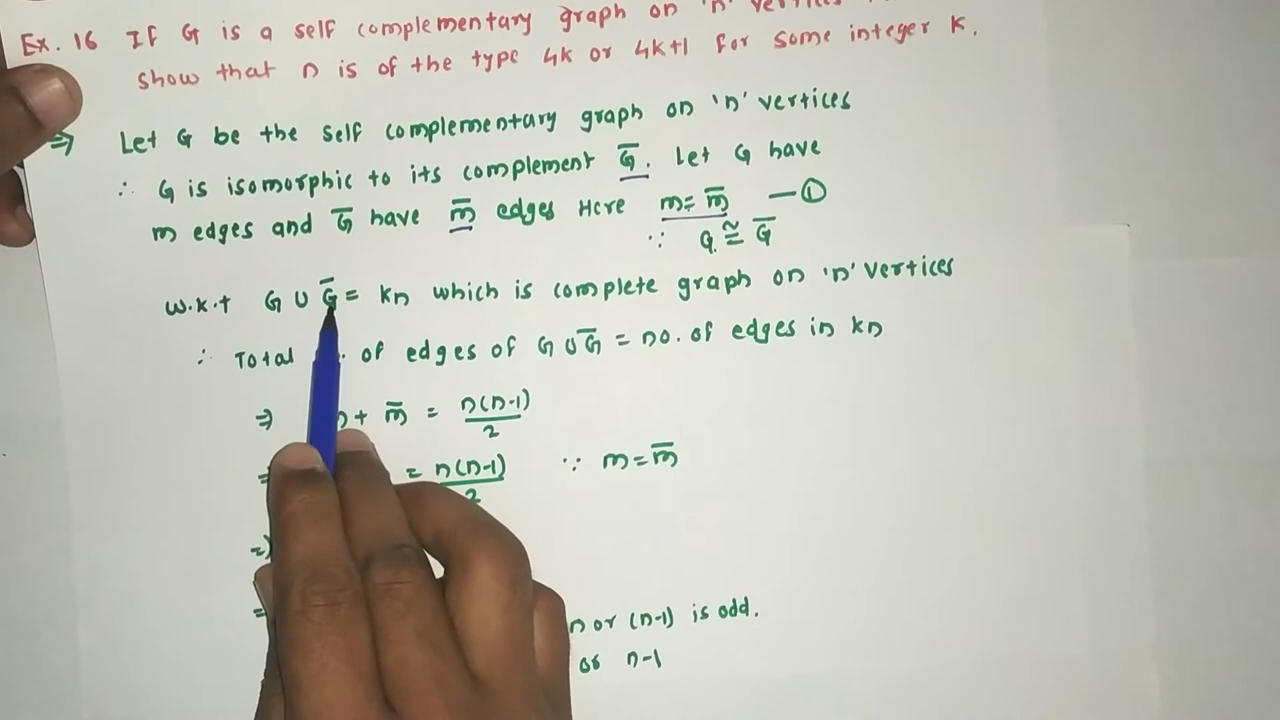 Ex. 16 If G is a self complementary graph on 'n' vertices
show that n is of the type 4k or 4k+1 for some integer k.
⇒ Let G be the self complementary graph on 'n' vertices
∴ G is isomorphic to its complement G̅. Let G have
m edges and G̅ have m̅ edges Here m = m̅ —①
∵ G ≅ G̅
w.k.t G ∪ G̅ = kn which is complete graph on 'n' vertices
∴ Total of edges of G ∪ G̅ = no. of edges in kn
⇒ + m̅ = n(n-1)/2
= n(n-1)/2 ∵ m = m̅
⇒
n or (n-1) is odd.
or n-1